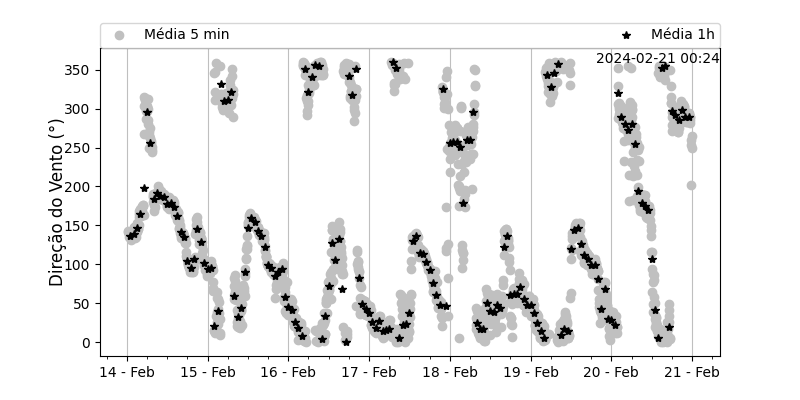 Média 5 min
Média 1h
2024-02-21 00:24
Direção do Vento (°)
350
300
250
200
150
100
50
0
14 - Feb
15 - Feb
16 - Feb
17 - Feb
18 - Feb
19 - Feb
20 - Feb
21 - Feb